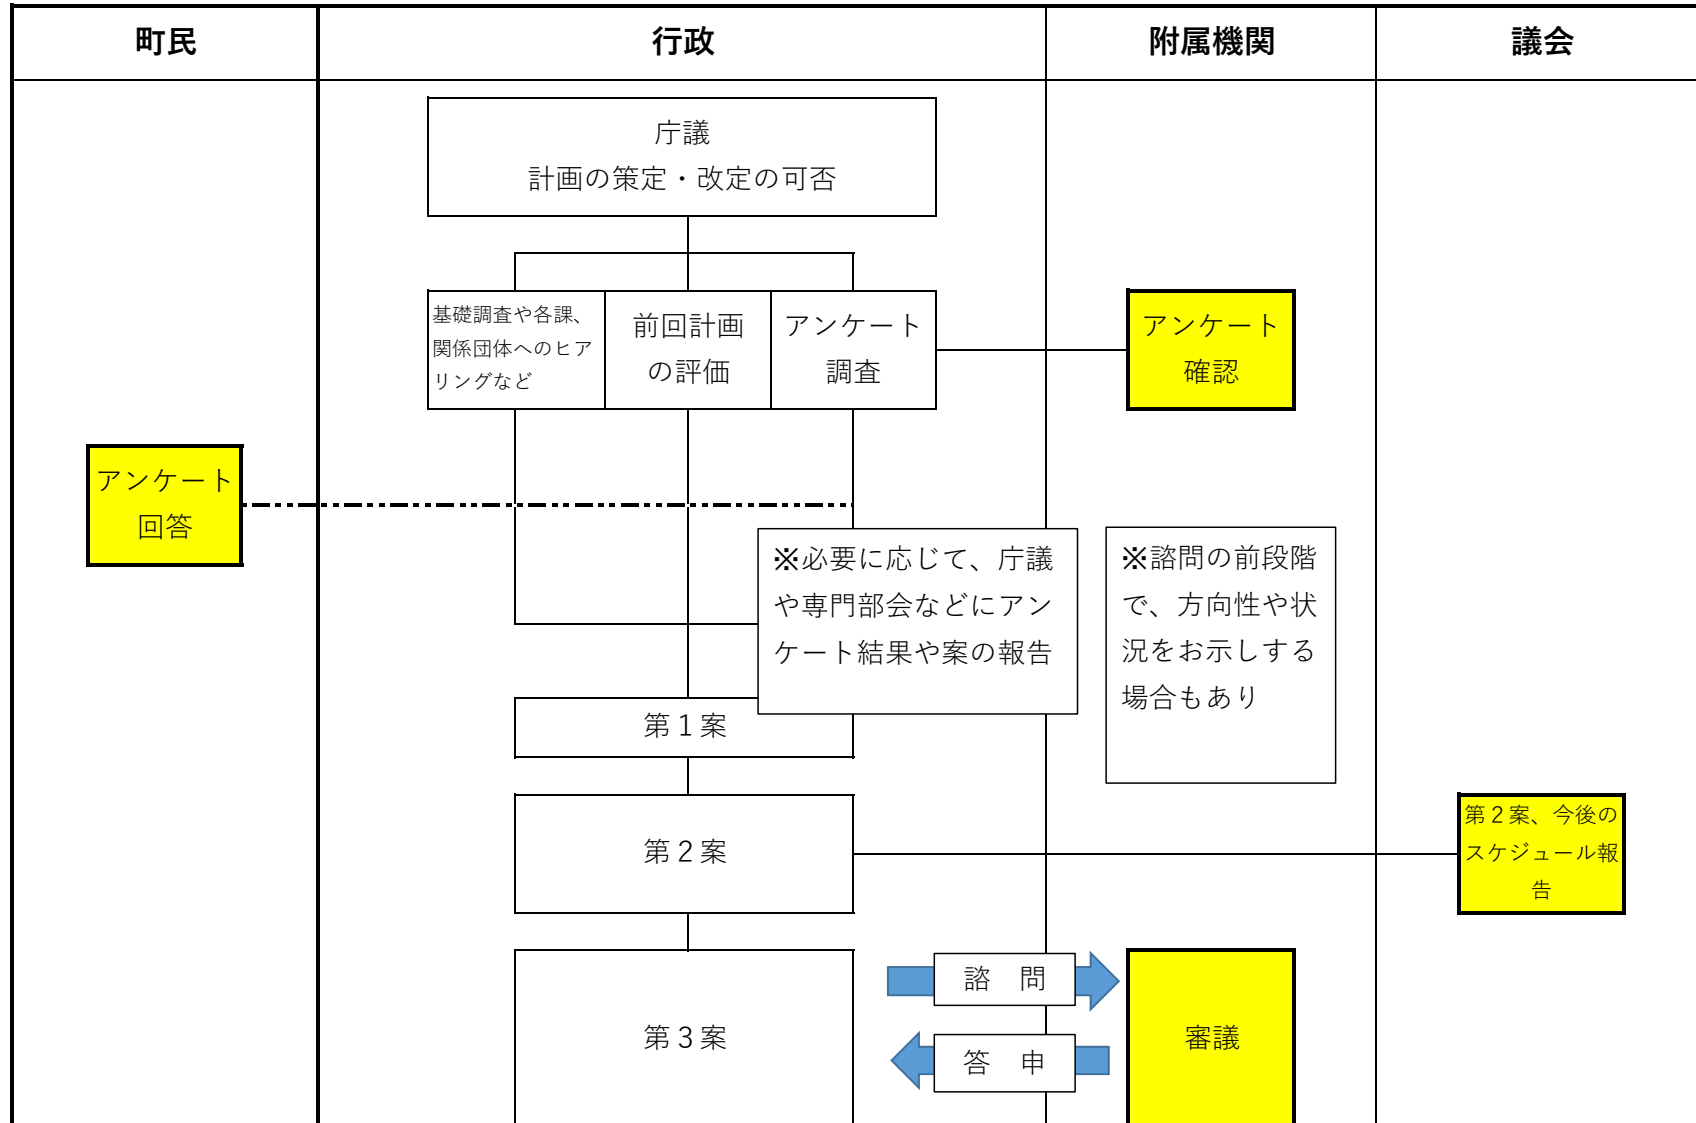 町民
行政
附属機関
議会
庁議
計画の策定・改定の可否
基礎調査や各課、
関係団体へのヒア
リングなど
前回計画
の評価
アンケート
調査
アンケート
確認
アンケート
回答
※必要に応じて、庁議
や専門部会などにアン
ケート結果や案の報告
※諮問の前段階
で、方向性や状
況をお示しする
場合もあり
第１案
第２案
第２案、今後の
スケジュール報
告
第３案
諮　問
答　申
審議